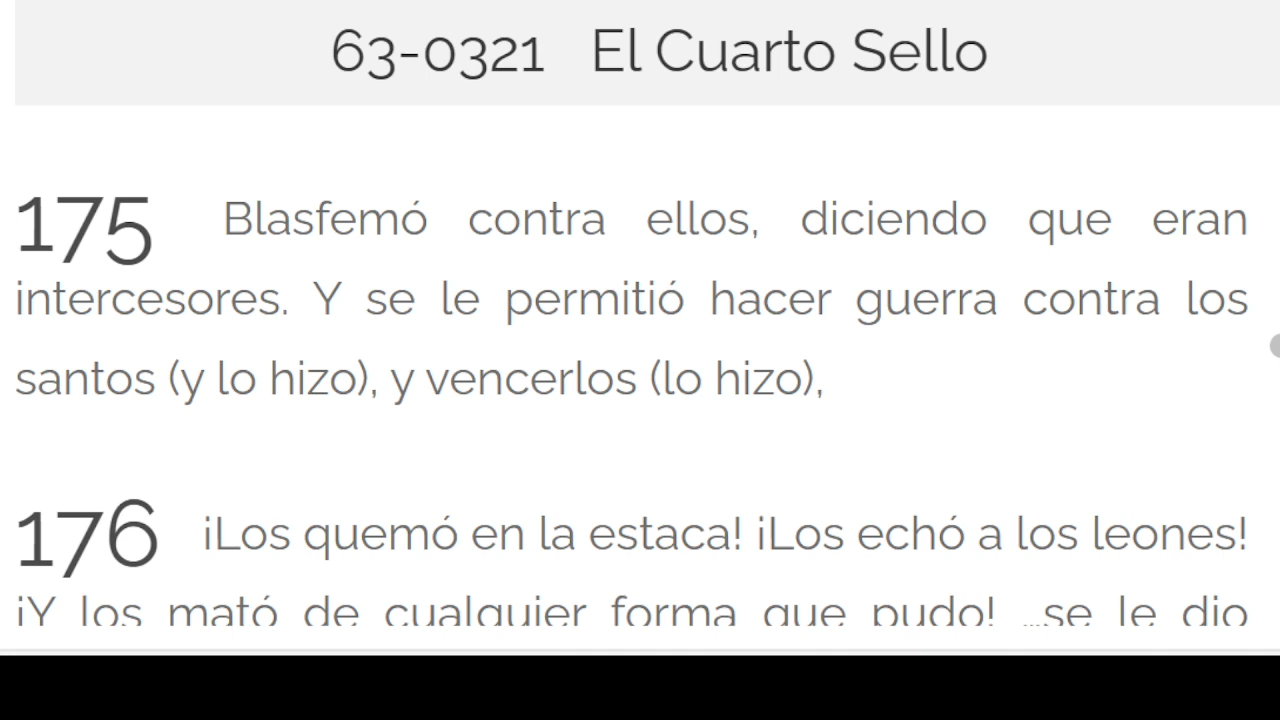 63-0321 El Cuarto Sello
175 Blasfemó contra ellos, diciendo que eran
intercesores. Y se le permitió hacer guerra contra los
santos (y lo hizo), y vencerlos (lo hizo),
176 ¡Los quemó en la estaca! ¡Los echó a los leones!
¡Y los mató de cualquier forma que pudo! ...se le dio